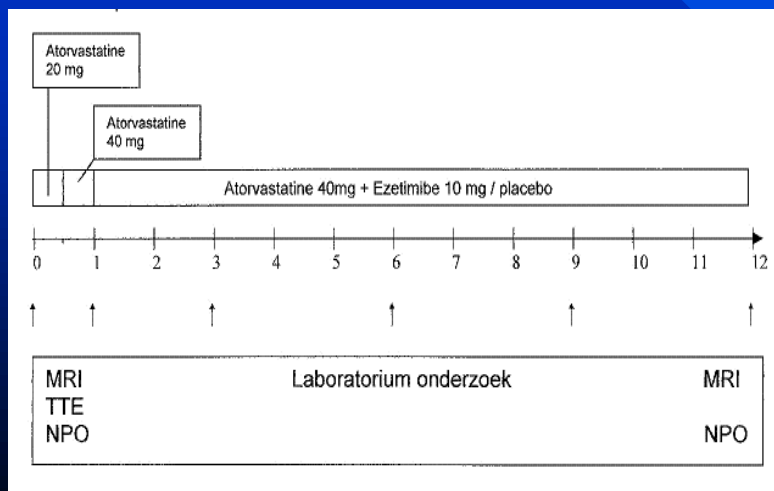 Atorvastatine
20 mg
Atorvastatine
40 mg
Atorvastatine 40mg + Ezetimibe 10 mg / placebo
0 1 2 3 4 5 6 7 8 9 10 11 12
MRI Laboratorium onderzoek MRI
TTE
NPO NPO